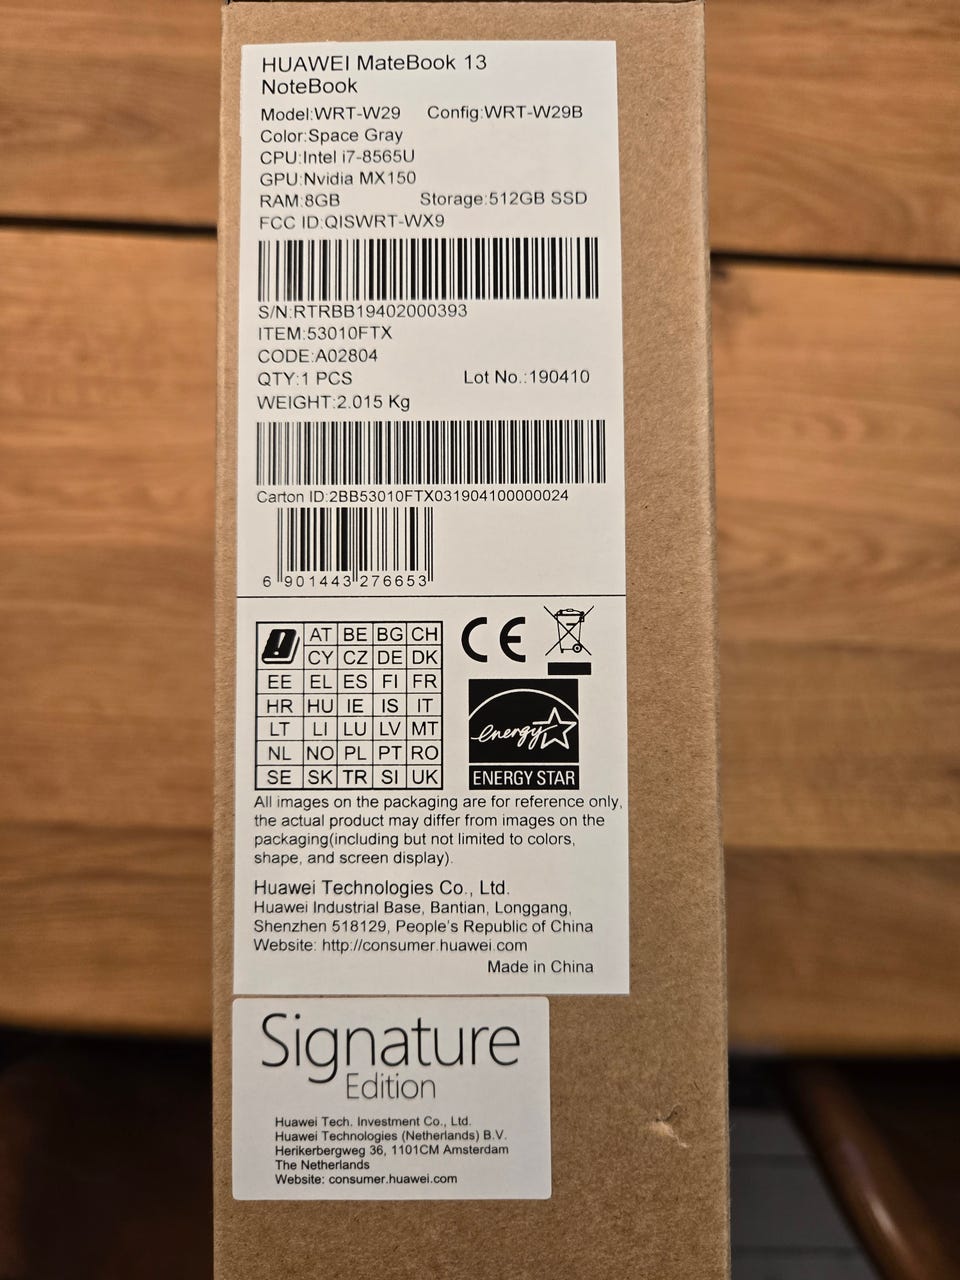 HUAWEI MateBook 13
NoteBook
Model:WRT-W29 Config:WRT-W29B
Color:Space Gray
CPU:Intel i7-8565U
GPU:Nvidia MX150
RAM:8GB Storage:512GB SSD
FCC ID:QISWRT-WX9
S/N:RTRBB19402000393
ITEM:53010FTX
CODE:A02804
QTY:1 PCS Lot No.:190410
WEIGHT:2.015 Kg
Carton ID:2BB53010FTX031904100000024
6 901443 276653
AT BE BG CH
CY CZ DE DK
EE EL ES FI FR
HR HU IE IS IT
LT LI LU LV MT
NL NO PL PT RO
SE SK TR SI UK
CE
energy
ENERGY STAR
All images on the packaging are for reference only,
the actual product may differ from images on the
packaging(including but not limited to colors,
shape, and screen display).
Huawei Technologies Co., Ltd.
Huawei Industrial Base, Bantian, Longgang,
Shenzhen 518129, People's Republic of China
Website: http://consumer.huawei.com
Made in China
Signature
Edition
Huawei Tech. Investment Co., Ltd.
Huawei Technologies (Netherlands) B.V.
Herikerbergweg 36, 1101CM Amsterdam
The Netherlands
Website: consumer.huawei.com